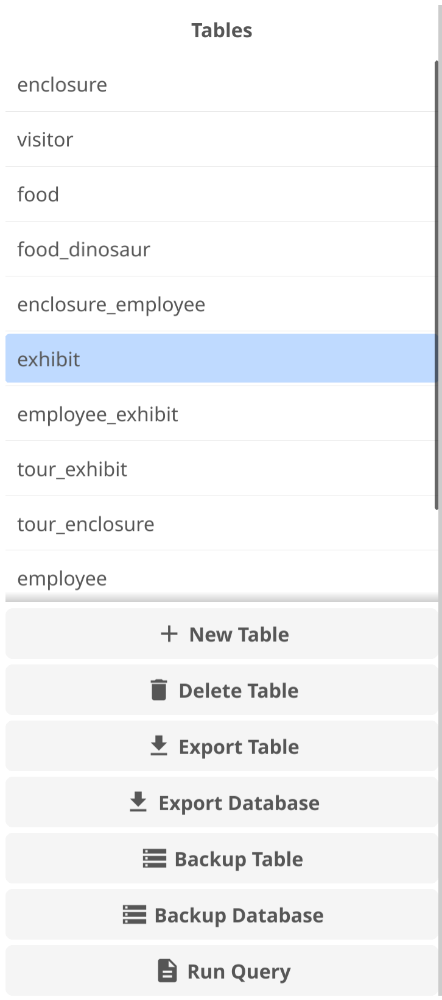 Tables
enclosure
visitor
food
food_dinosaur
enclosure_employee
exhibit
employee_exhibit
tour_exhibit
tour_enclosure
employee
New Table
Delete Table
Export Table
Export Database
Backup Table
Backup Database
Run Query